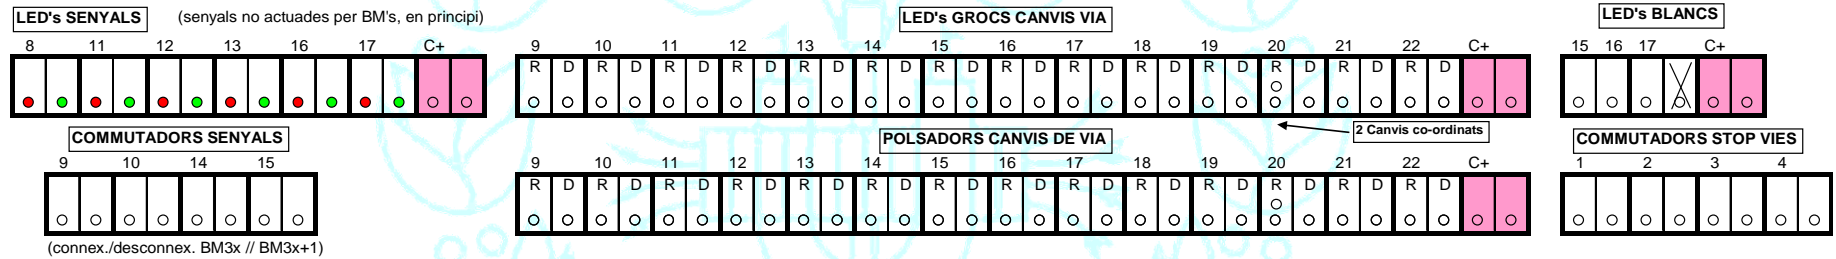 LED's SENYALS (senyals no actuades per BM's, en principi)
8 11 12 13 16 17 C+
LED's GROCS CANVIS VIA
9 10 11 12 13 14 15 16 17 18 19 20 21 22 C+
R D R D R D R D R D R D R D R D R D R D R D R D R D R D
LED's BLANCS
15 16 17 C+
2 Canvis co-ordinats
COMMUTADORS SENYALS
9 10 14 15
(connex./desconnex. BM3x // BM3x+1)
POLSADORS CANVIS DE VIA
9 10 11 12 13 14 15 16 17 18 19 20 21 22 C+
R D R D R D R D R D R D R D R D R D R D R D R D R D R D
COMMUTADORS STOP VIES
1 2 3 4